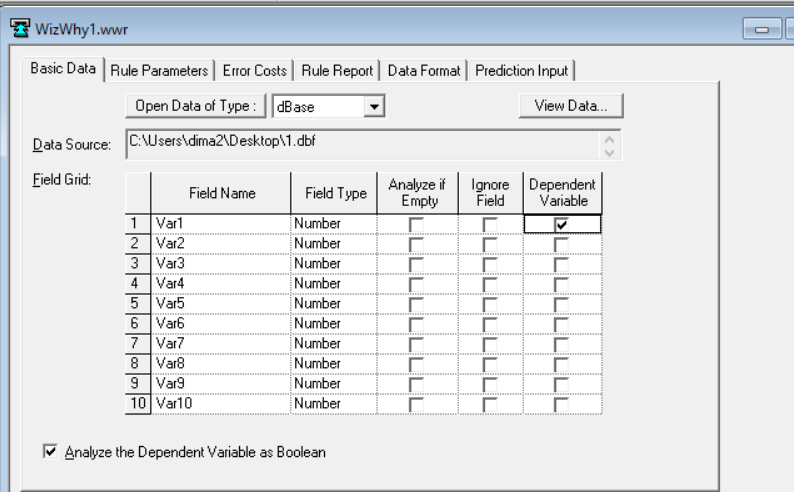 WizWhy1.wwr
Basic Data Rule Parameters Error Costs Rule Report Data Format Prediction Input
Open Data of Type : dBase View Data...
Data Source: C:\Users\dima2\Desktop\1.dbf
Field Grid:
Field Name Field Type Analyze if Empty Ignore Field Dependent Variable
1 Var1 Number
2 Var2 Number
3 Var3 Number
4 Var4 Number
5 Var5 Number
6 Var6 Number
7 Var7 Number
8 Var8 Number
9 Var9 Number
10 Var10 Number
Analyze the Dependent Variable as Boolean